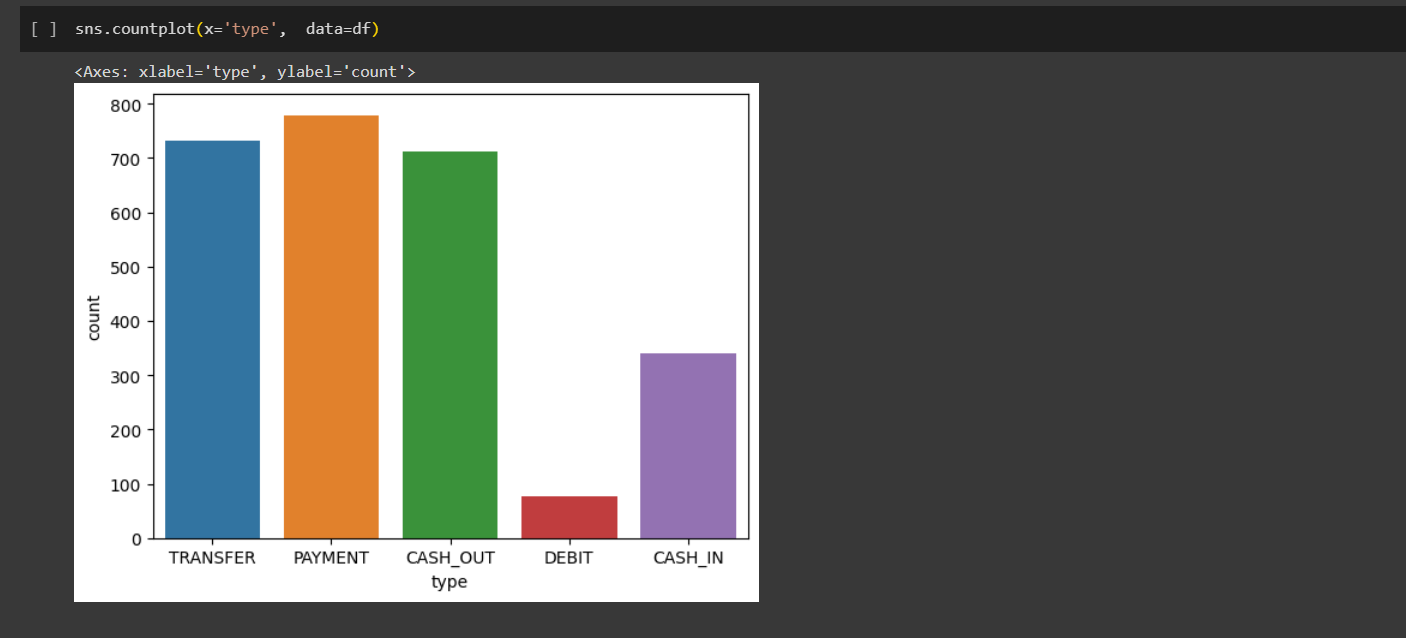 [ ] sns.countplot(x='type',  data=df)
<Axes: xlabel='type', ylabel='count'>
800
700
600
500
400
300
200
100
0
count
TRANSFER PAYMENT CASH_OUT DEBIT CASH_IN
type